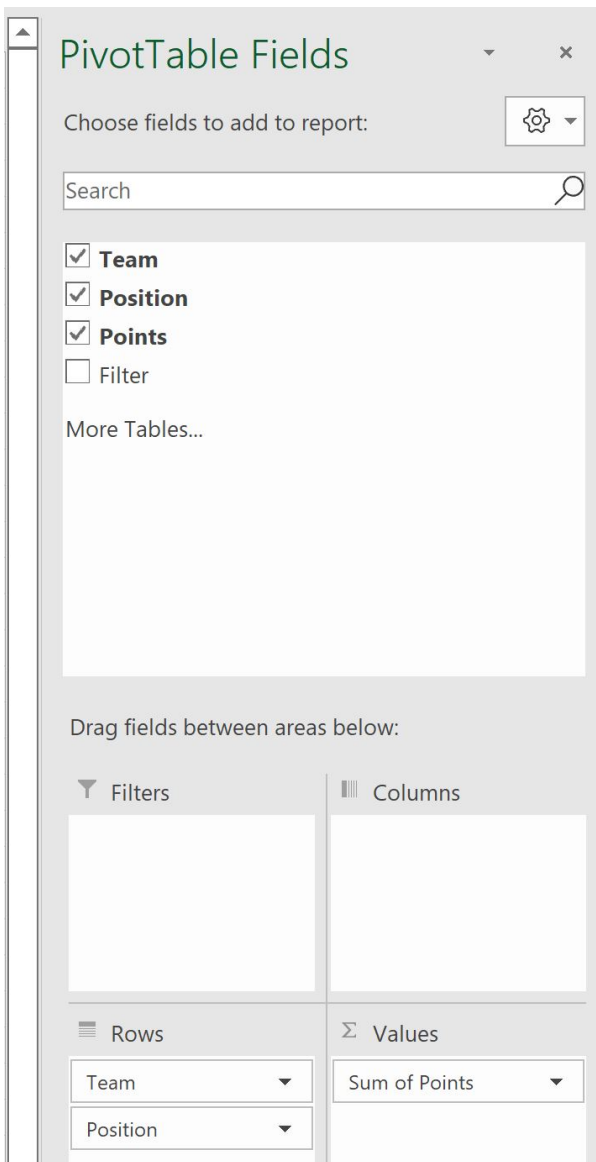 PivotTable Fields
Choose fields to add to report:
Search
Team
Position
Points
Filter
More Tables...
Drag fields between areas below:
Filters
Columns
Rows
Σ Values
Team
Sum of Points
Position